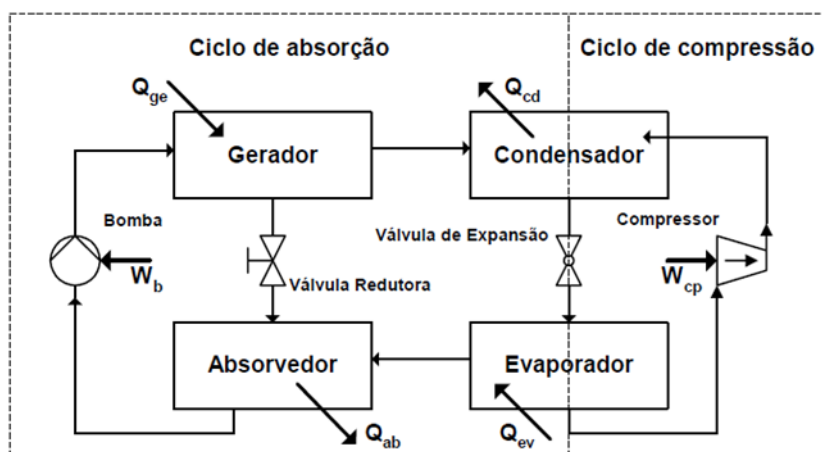 Ciclo de absorção
Ciclo de compressão
Qge
Qcd
Gerador
Condensador
Bomba
Válvula de Expansão
Compressor
Wb
Válvula Redutora
Wcp
Absorvedor
Evaporador
Qab
Qev